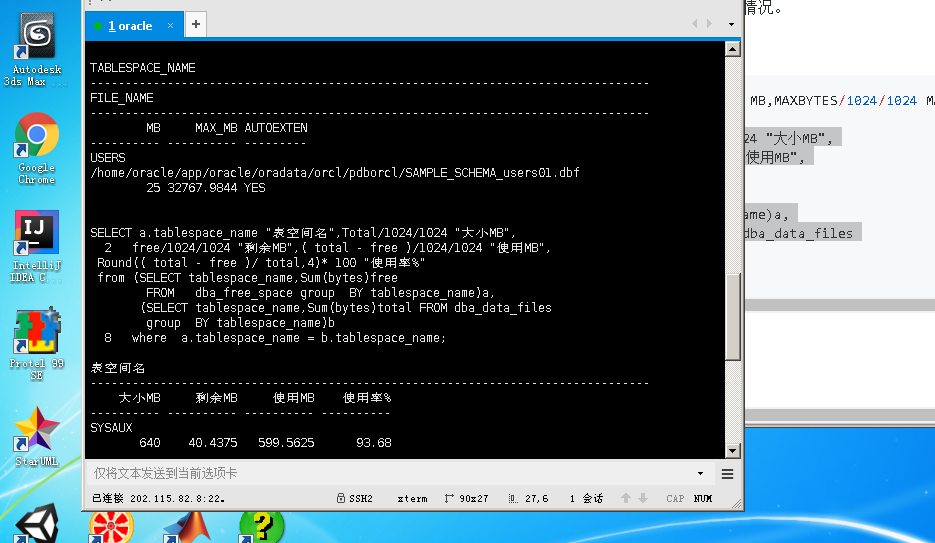 Autodesk
3ds Max ...
Google
Chrome
IntelliJ
IDEA C...
Protel 99
SE
StarUML
1 oracle × +
TABLESPACE_NAME
--------------------------------------------------------------------------------
FILE_NAME
--------------------------------------------------------------------------------
MB MAX_MB AUTOEXTEN
---------- ---------- ---------
USERS
/home/oracle/app/oracle/oradata/orcl/pdborcl/SAMPLE_SCHEMA_users01.dbf
25 32767.9844 YES
SELECT a.tablespace_name "表空间名",Total/1024/1024 "大小MB",
2 free/1024/1024 "剩余MB",( total - free )/1024/1024 "使用MB",
Round(( total - free )/ total,4)* 100 "使用率%"
from (SELECT tablespace_name,Sum(bytes)free
FROM dba_free_space group BY tablespace_name)a,
(SELECT tablespace_name,Sum(bytes)total FROM dba_data_files
group BY tablespace_name)b
8 where a.tablespace_name = b.tablespace_name;
表空间名
--------------------------------------------------------------------------------
大小MB 剩余MB 使用MB 使用率%
---------- ---------- ---------- ----------
SYSAUX
640 40.4375 599.5625 93.68
仅将文本发送到当前选项卡
已连接 202.115.82.8:22。 SSH2 xterm 90x27 27,6 1 会话 CAP NUM
情况。
MB,MAXBYTES/1024/1024 MA
24 "大小MB",
使用MB",
ame)a,
dba_data_files